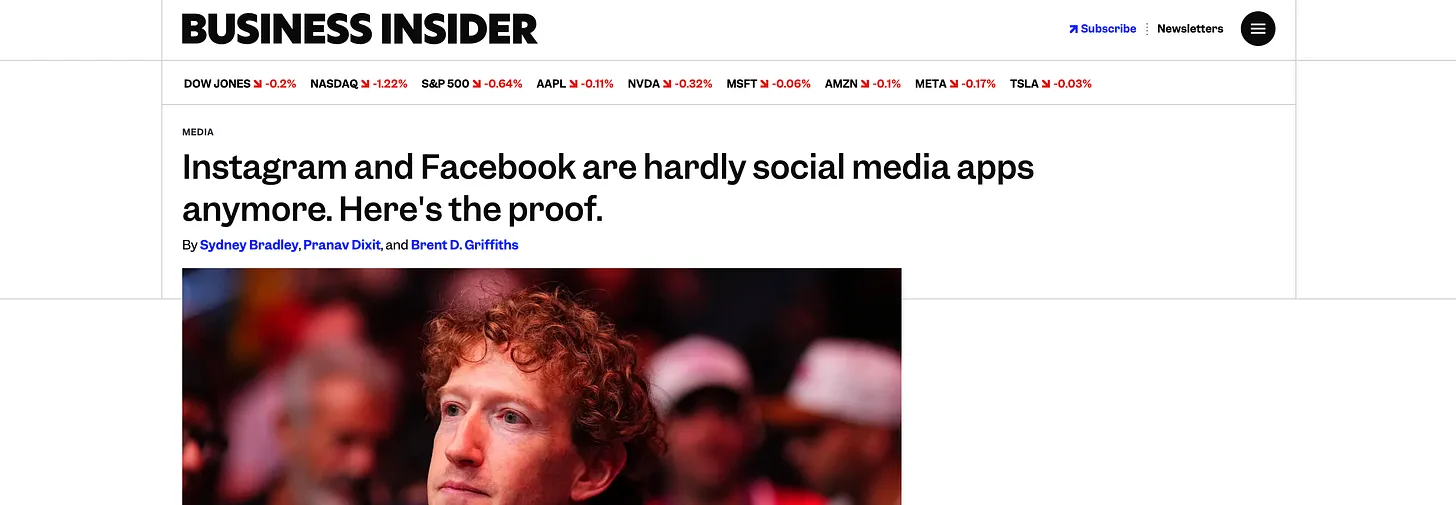 BUSINESS INSIDER
Subscribe Newsletters
DOW JONES -0.2% NASDAQ -1.22% S&P 500 -0.64% AAPL -0.11% NVDA -0.32% MSFT -0.06% AMZN -0.1% META -0.17% TSLA -0.03%
MEDIA
Instagram and Facebook are hardly social media apps
anymore. Here's the proof.
By Sydney Bradley, Pranav Dixit, and Brent D. Griffiths